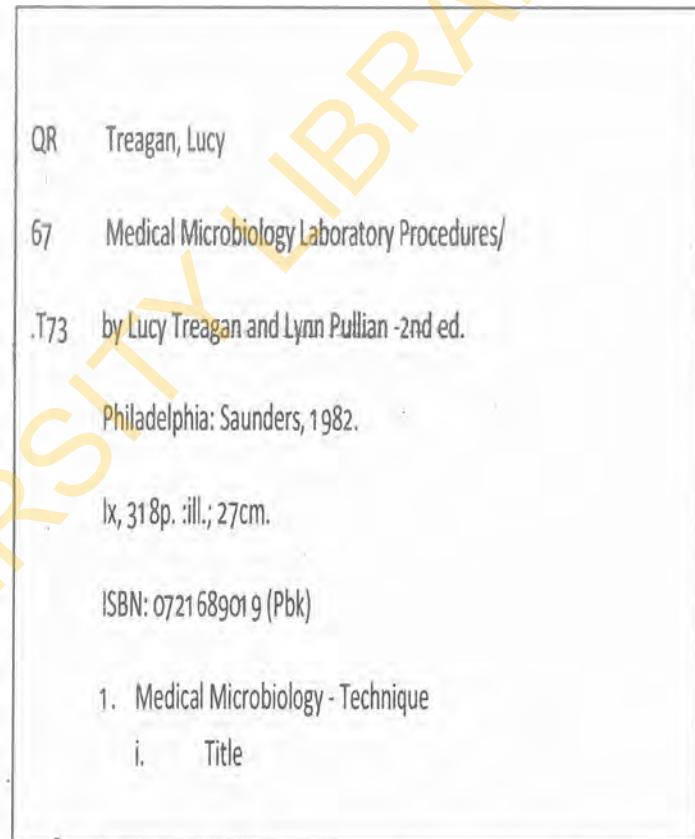 QR Treagan, Lucy
67 Medical Microbiology Laboratory Procedures/
.T73 by Lucy Treagan and Lynn Pullian -2nd ed.
Philadelphia: Saunders, 1982.
lx, 318p. :ill.; 27cm.
ISBN: 0721689019 (Pbk)
1. Medical Microbiology - Technique
i. Title